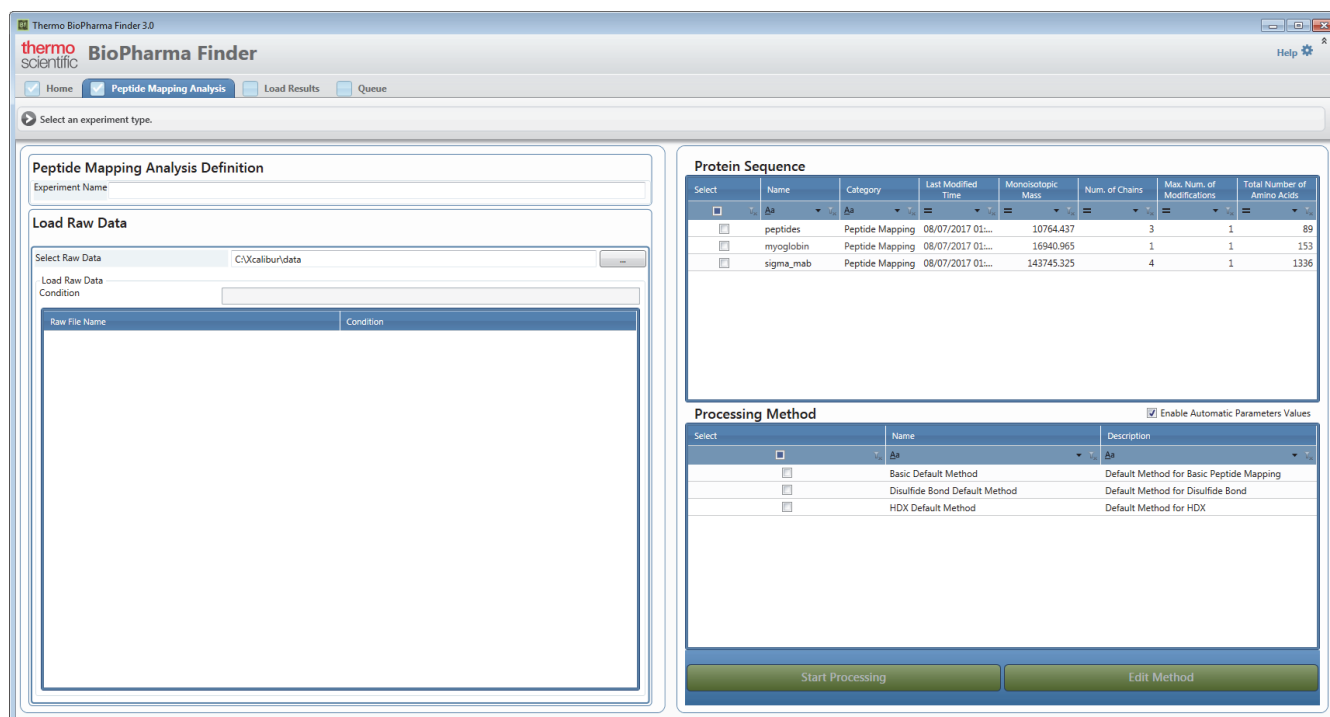 Thermo BioPharma Finder 3.0
thermo
scientific
BioPharma Finder
Help
Home
Peptide Mapping Analysis
Load Results
Queue
Select an experiment type.
Peptide Mapping Analysis Definition
Experiment Name
Load Raw Data
Select Raw Data C:\Xcalibur\data ...
Load Raw Data
Condition
Raw File Name Condition
Protein Sequence
Select Name Category Last Modified Time Monoisotopic Mass Num. of Chains Max. Num. of Modifications Total Number of Amino Acids
Aa Aa = = = = =
peptides Peptide Mapping 08/07/2017 01:... 10764.437 3 1 89
myoglobin Peptide Mapping 08/07/2017 01:... 16940.965 1 1 153
sigma_mab Peptide Mapping 08/07/2017 01:... 143745.325 4 1 1336
Processing Method
Enable Automatic Parameters Values
Select Name Description
Aa Aa
Basic Default Method Default Method for Basic Peptide Mapping
Disulfide Bond Default Method Default Method for Disulfide Bond
HDX Default Method Default Method for HDX
Start Processing
Edit Method